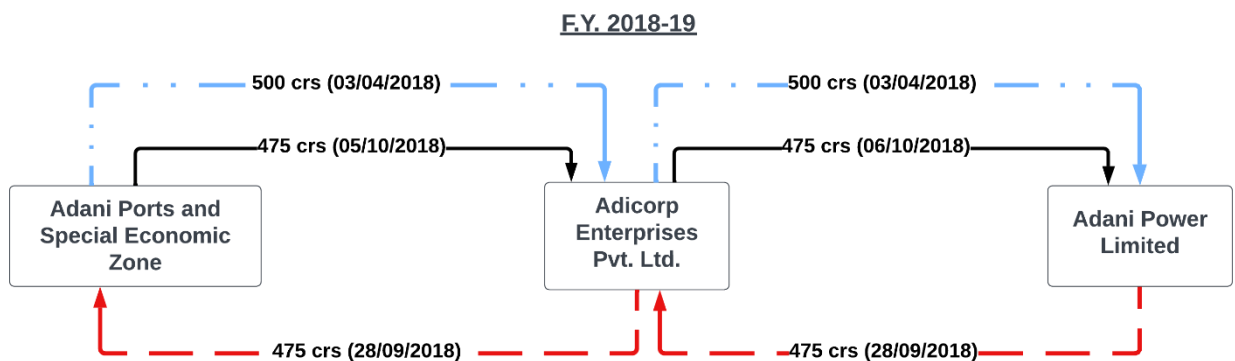 F.Y. 2018-19
500 crs (03/04/2018)
500 crs (03/04/2018)
475 crs (05/10/2018)
475 crs (06/10/2018)
Adani Ports and
Special Economic
Zone
Adicorp
Enterprises
Pvt. Ltd.
Adani Power
Limited
475 crs (28/09/2018)
475 crs (28/09/2018)